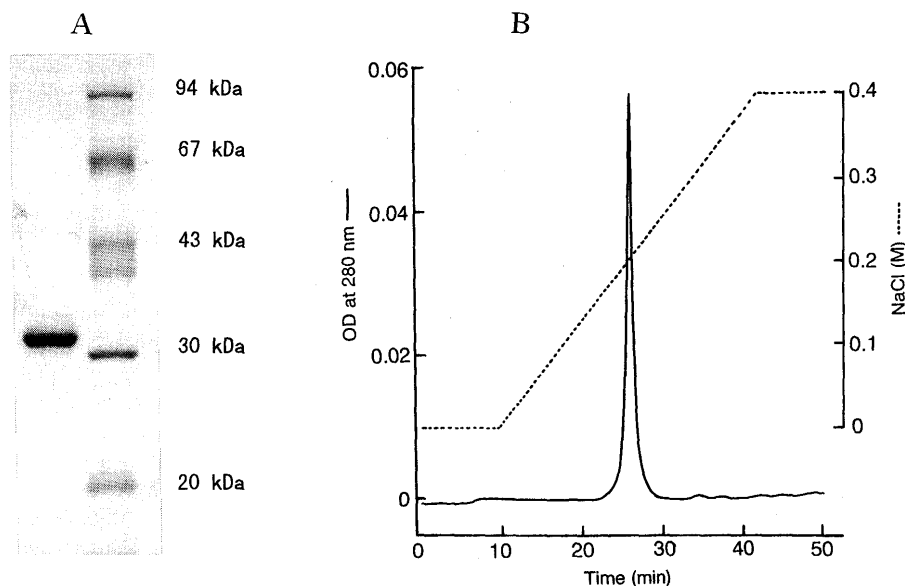 A
94 kDa
67 kDa
43 kDa
30 kDa
20 kDa
B
0.06
0.04
0.02
0
OD at 280 nm
0.4
0.3
0.2
0.1
0
NaCl (M)
0 10 20 30 40 50
Time (min)